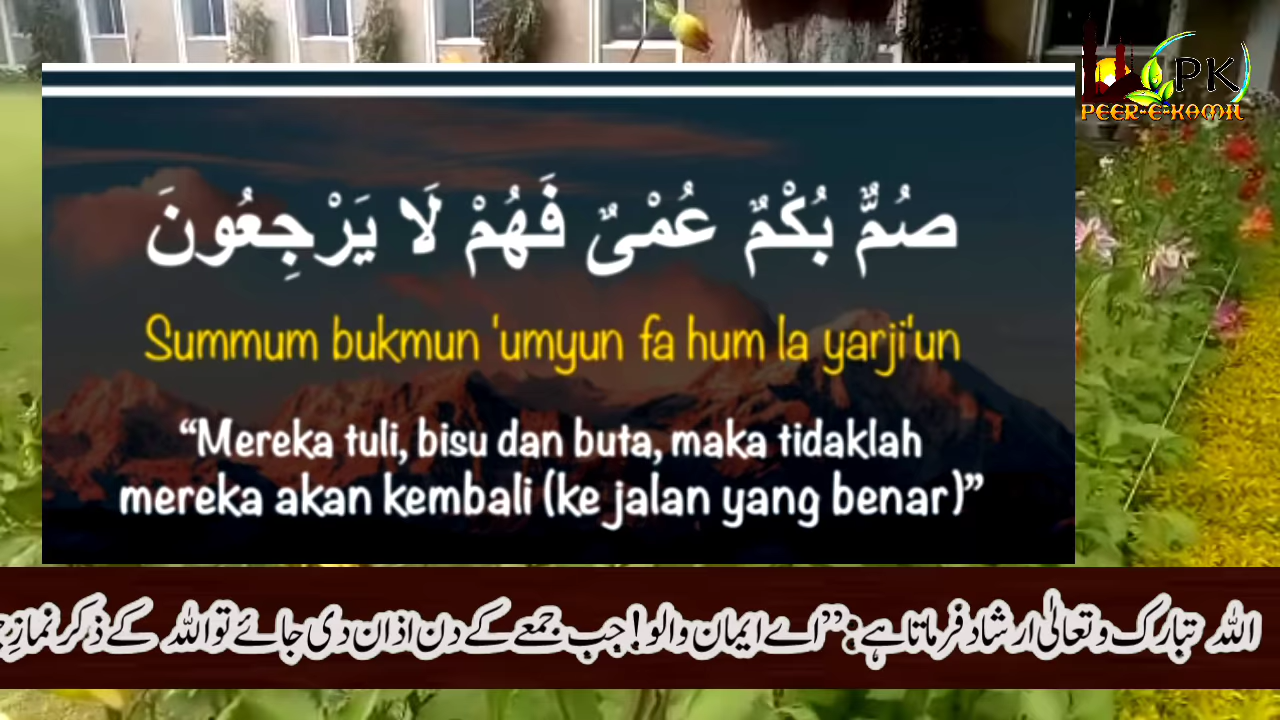 PK
PEER-E-KAMIL
صُمٌّ بُكْمٌ عُمْىٌ فَهُمْ لَا يَرْجِعُونَ
Summum bukmun 'umyun fa hum la yarji'un
“Mereka tuli, bisu dan buta, maka tidaklah
mereka akan kembali (ke jalan yang benar)”
اللہ تبارک وتعالیٰ ارشاد فرماتا ہے : ’’اے ایمان والو! جب جمعے کے دن اذان دی جائے تو اللہ کے ذکر نمازِ